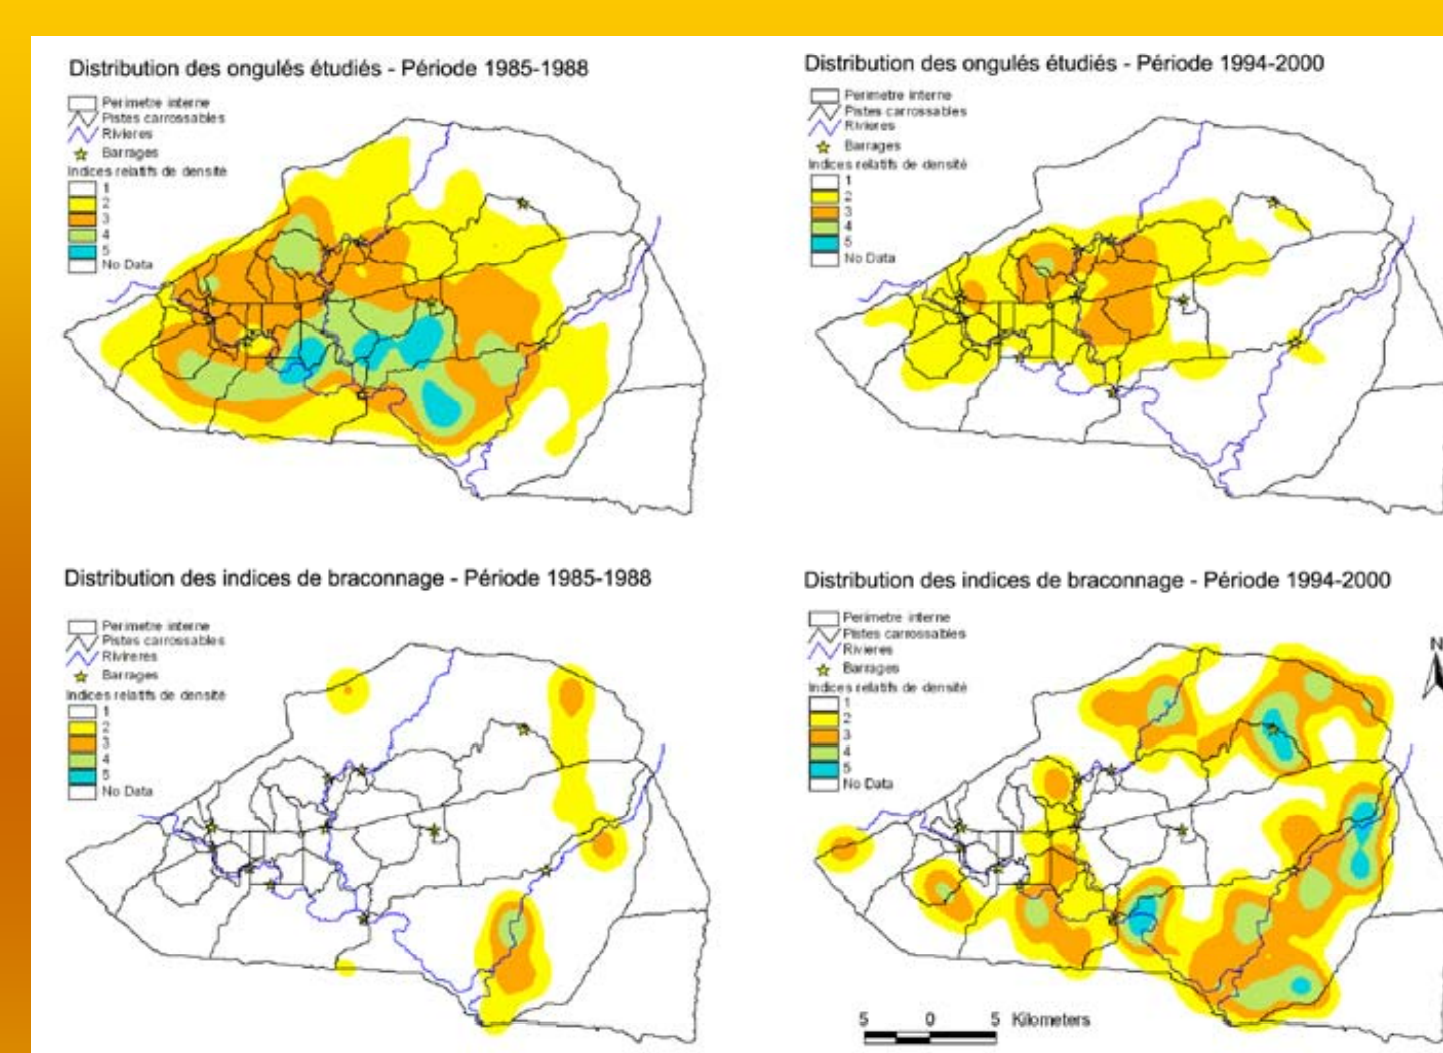 Distribution des ongulés étudiés - Période 1985-1988
Perimetre interne
Pistes carrossables
Rivieres
Barrages
Indices relatifs de densité
1
2
3
4
5
No Data
Distribution des ongulés étudiés - Période 1994-2000
Perimetre interne
Pistes carrossables
Rivieres
Barrages
Indices relatifs de densité
1
2
3
4
5
No Data
Distribution des indices de braconnage - Période 1985-1988
Perimetre interne
Pistes carrossables
Rivireres
Barrages
Indices relatifs de densité
1
2
3
4
5
No Data
Distribution des indices de braconnage - Période 1994-2000
Perimetre interne
Pistes carrossables
Rivieres
Barrages
Indices relatifs de densité
1
2
3
4
5
No Data
N
5 0 5 Kilometers